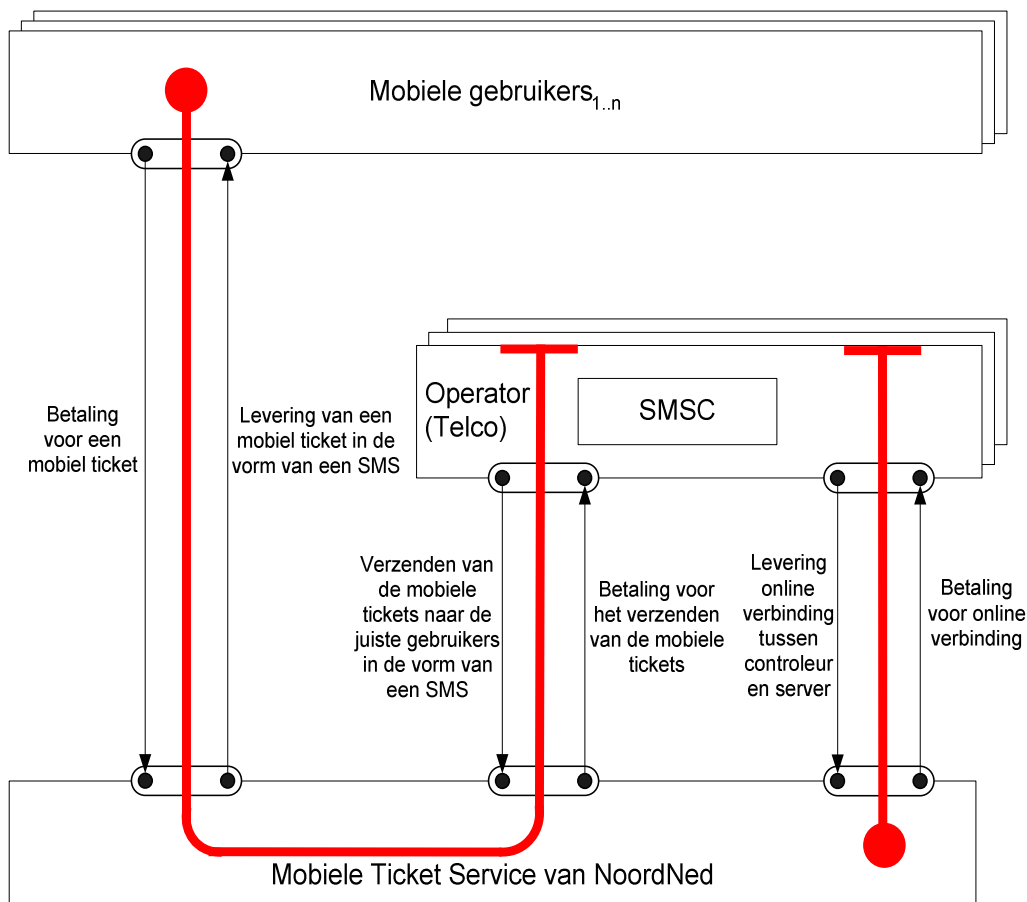 Mobiele gebruikers1..n
Betaling
voor een
mobiel ticket
Levering van een
mobiel ticket in de
vorm van een SMS
Operator
(Telco)
SMSC
Verzenden van
de mobiele
tickets naar de
juiste gebruikers
in de vorm van
een SMS
Betaling voor
het verzenden
van de mobiele
tickets
Levering
online
verbinding
tussen
controleur
en server
Betaling
voor online
verbinding
Mobiele Ticket Service van NoordNed